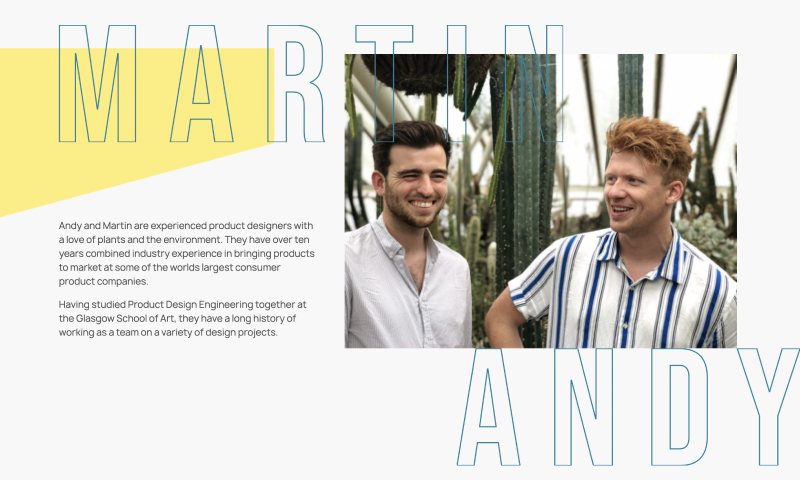 MARTIN
Andy and Martin are experienced product designers with
a love of plants and the environment. They have over ten
years combined industry experience in bringing products
to market at some of the worlds largest consumer
product companies.
Having studied Product Design Engineering together at
the Glasgow School of Art, they have a long history of
working as a team on a variety of design projects.
ANDY